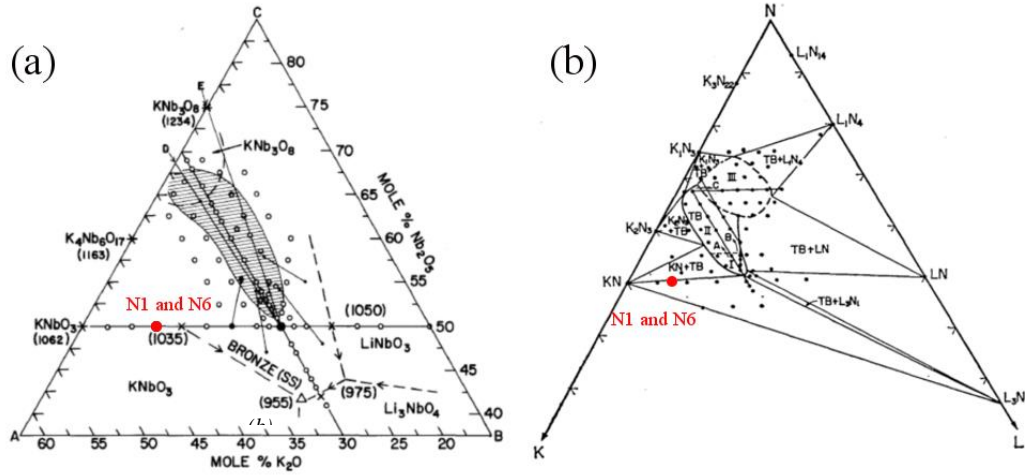 (a)
C
80
KNb₃O₈
(1234)
E
75
KNb₃O₈
D
70
MOLE % Nb₂O₅
65
K₄Nb₆O₁₇
(1163)
60
55
N1 and N6
(1050)
KNbO₃
(1062)
(1035)
50
LiNbO₃
BRONZE (SS)
KNbO₃
(975)
45
(955)
Li₃NbO₄
40
A
B
60 55 50 45 40 35 30 25
MOLE % K₂O
(b)
N
L₁N₁₄
K₃N₂₂
L₁N₄
K₁N₃
TB+L₁N₄
III
TB
C
K₂N₃
TB
TB
II
B
A
I
KN+TB
TB+LN
KN
LN
TB+L₃N₁
N1 and N6
L₃N
K
L